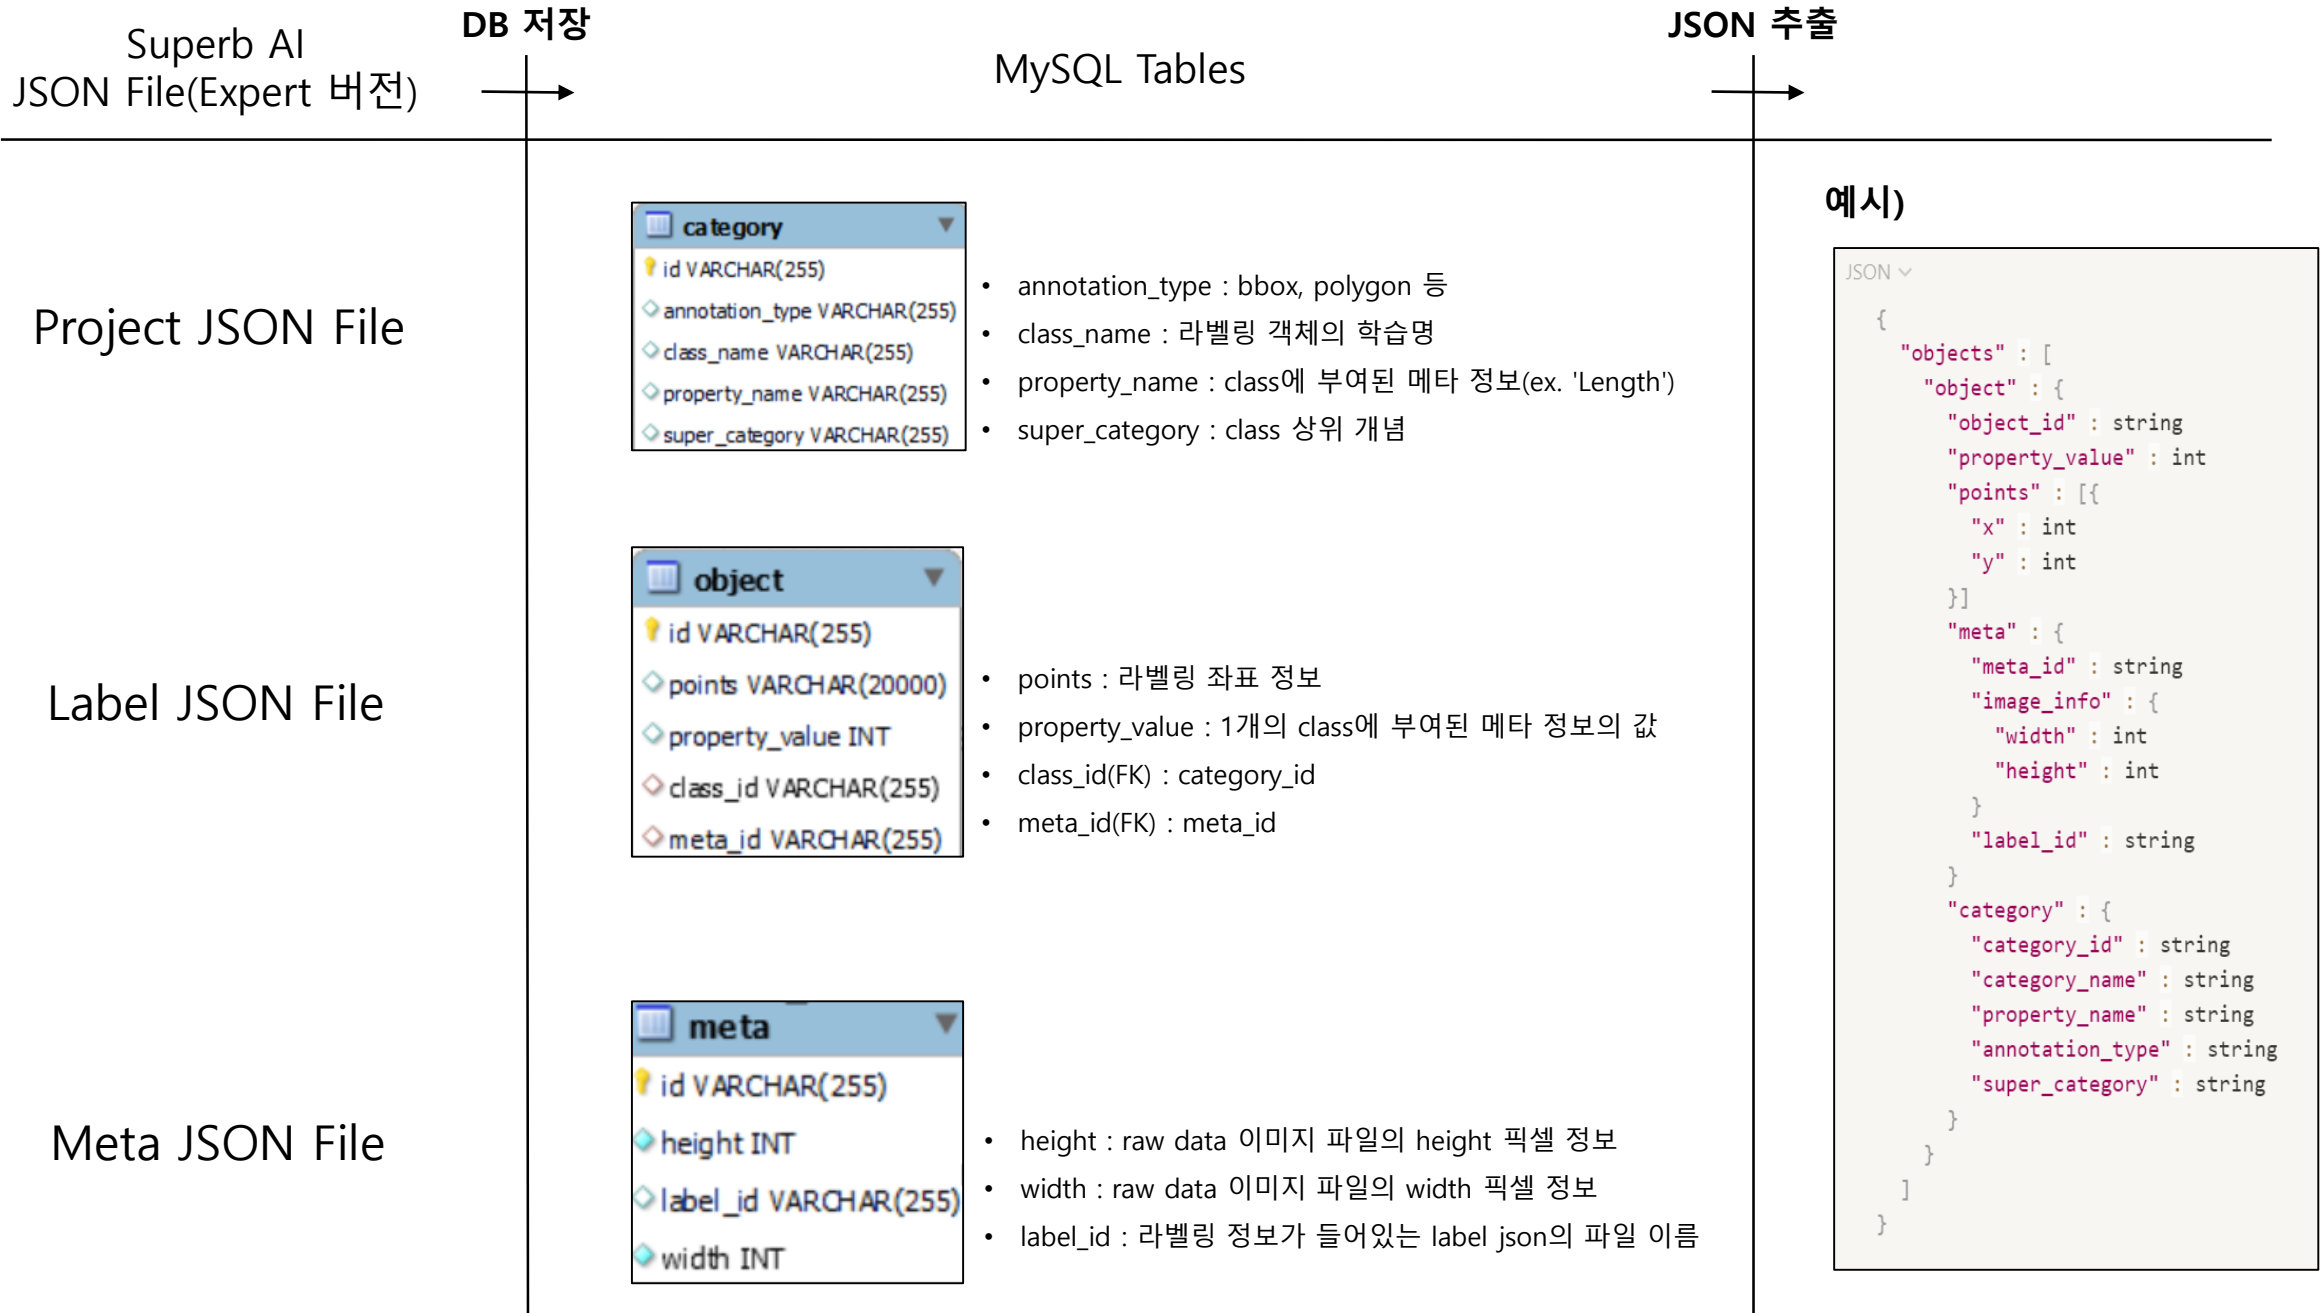 Superb AI
JSON File(Expert 버전)
DB 저장
MySQL Tables
JSON 추출
Project JSON File
category
id VARCHAR(255)
annotation_type VARCHAR(255)
class_name VARCHAR(255)
property_name VARCHAR(255)
super_category VARCHAR(255)
• annotation_type : bbox, polygon 등
• class_name : 라벨링 객체의 학습명
• property_name : class에 부여된 메타 정보(ex. 'Length')
• super_category : class 상위 개념
Label JSON File
object
id VARCHAR(255)
points VARCHAR(20000)
property_value INT
class_id VARCHAR(255)
meta_id VARCHAR(255)
• points : 라벨링 좌표 정보
• property_value : 1개의 class에 부여된 메타 정보의 값
• class_id(FK) : category_id
• meta_id(FK) : meta_id
Meta JSON File
meta
id VARCHAR(255)
height INT
label_id VARCHAR(255)
width INT
• height : raw data 이미지 파일의 height 픽셀 정보
• width : raw data 이미지 파일의 width 픽셀 정보
• label_id : 라벨링 정보가 들어있는 label json의 파일 이름
예시)
JSON
{
"objects" : [
"object" : {
"object_id" : string
"property_value" : int
"points" : [{
"x" : int
"y" : int
}]
"meta" : {
"meta_id" : string
"image_info" : {
"width" : int
"height" : int
}
"label_id" : string
}
"category" : {
"category_id" : string
"category_name" : string
"property_name" : string
"annotation_type" : string
"super_category" : string
}
}
]
}